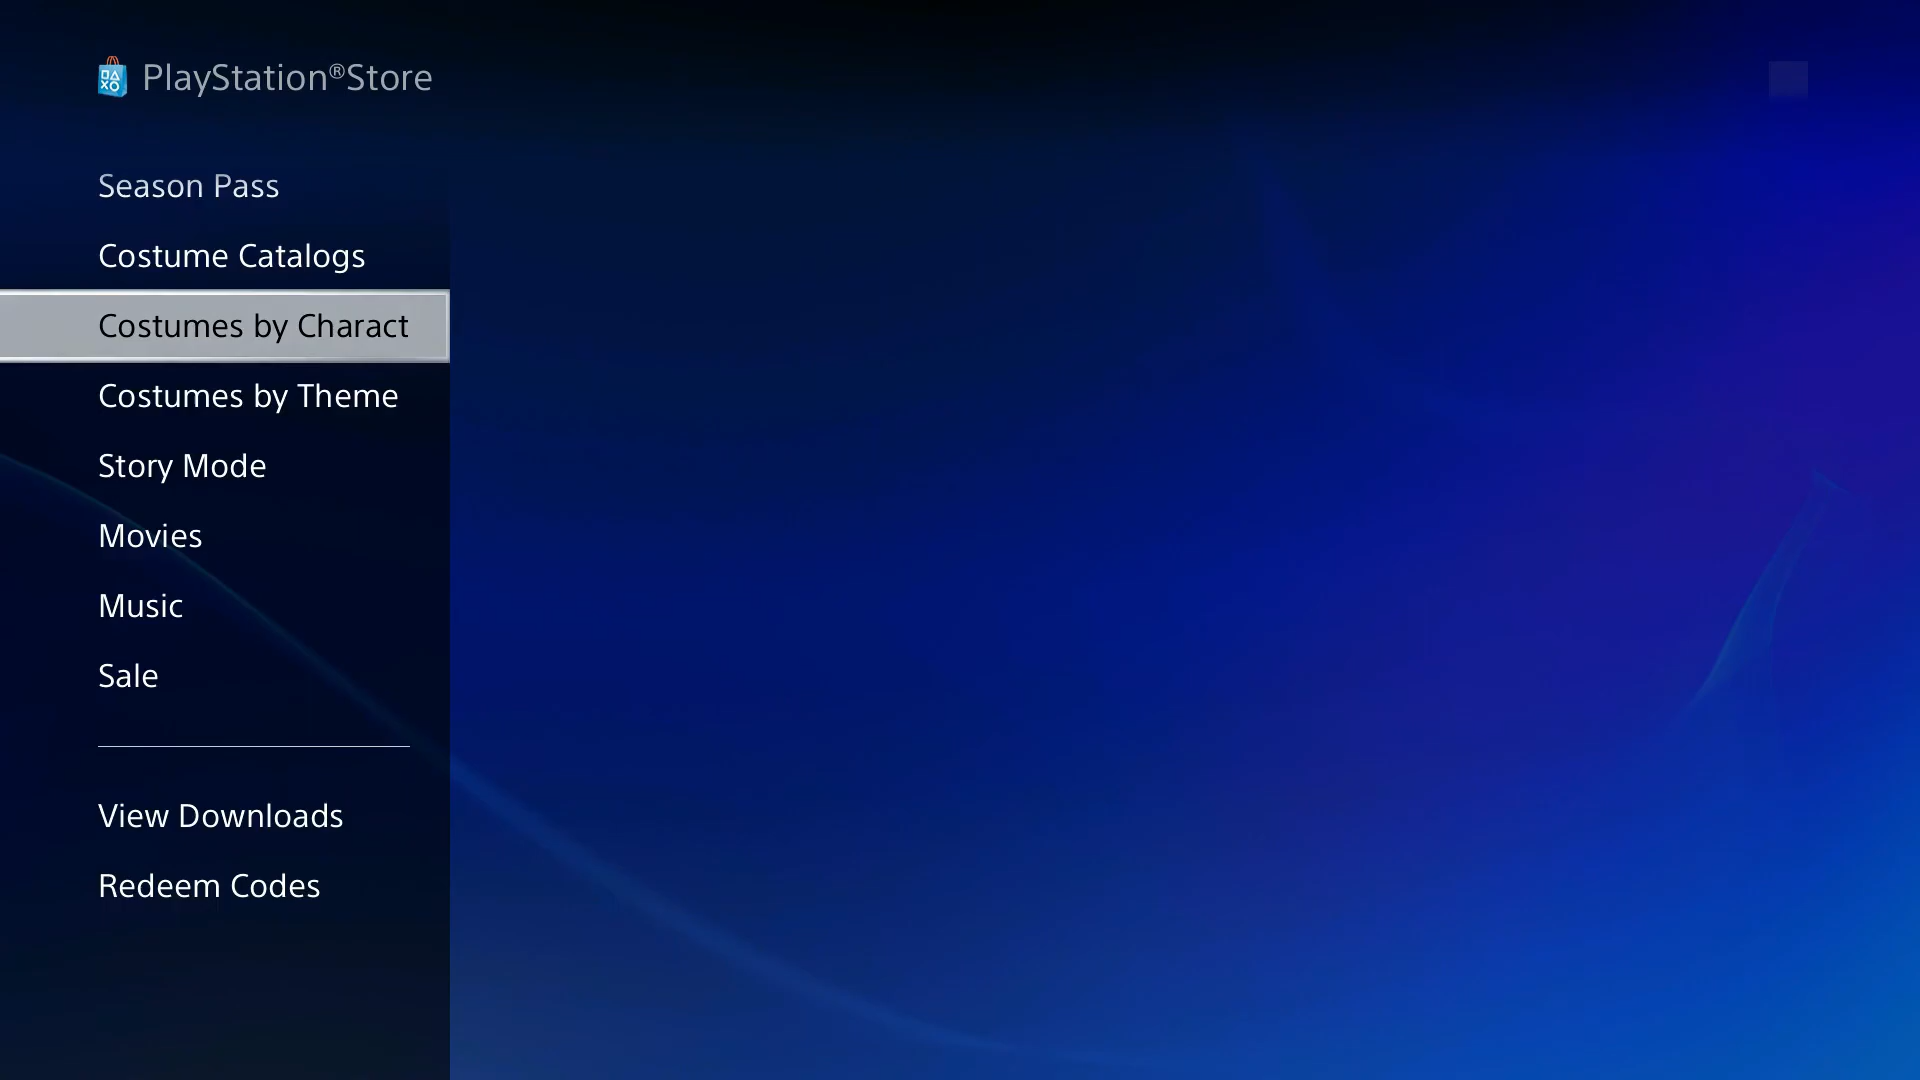 PlayStation®Store
Season Pass
Costume Catalogs
Costumes by Charact
Costumes by Theme
Story Mode
Movies
Music
Sale
View Downloads
Redeem Codes